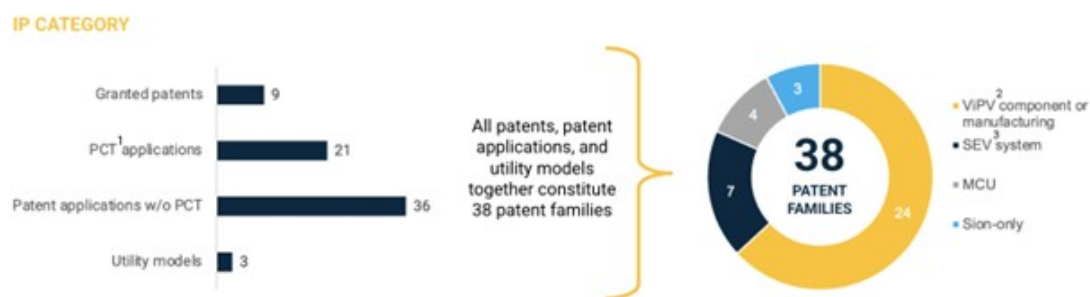 IP CATEGORY
Granted patents 9
PCT¹ applications 21
Patent applications w/o PCT 36
Utility models 3
All patents, patent
applications, and
utility models
together constitute
38 patent families
3
4
7
24
38
PATENT
FAMILIES
ViPV² component or
manufacturing
SEV³ system
MCU
Sion-only